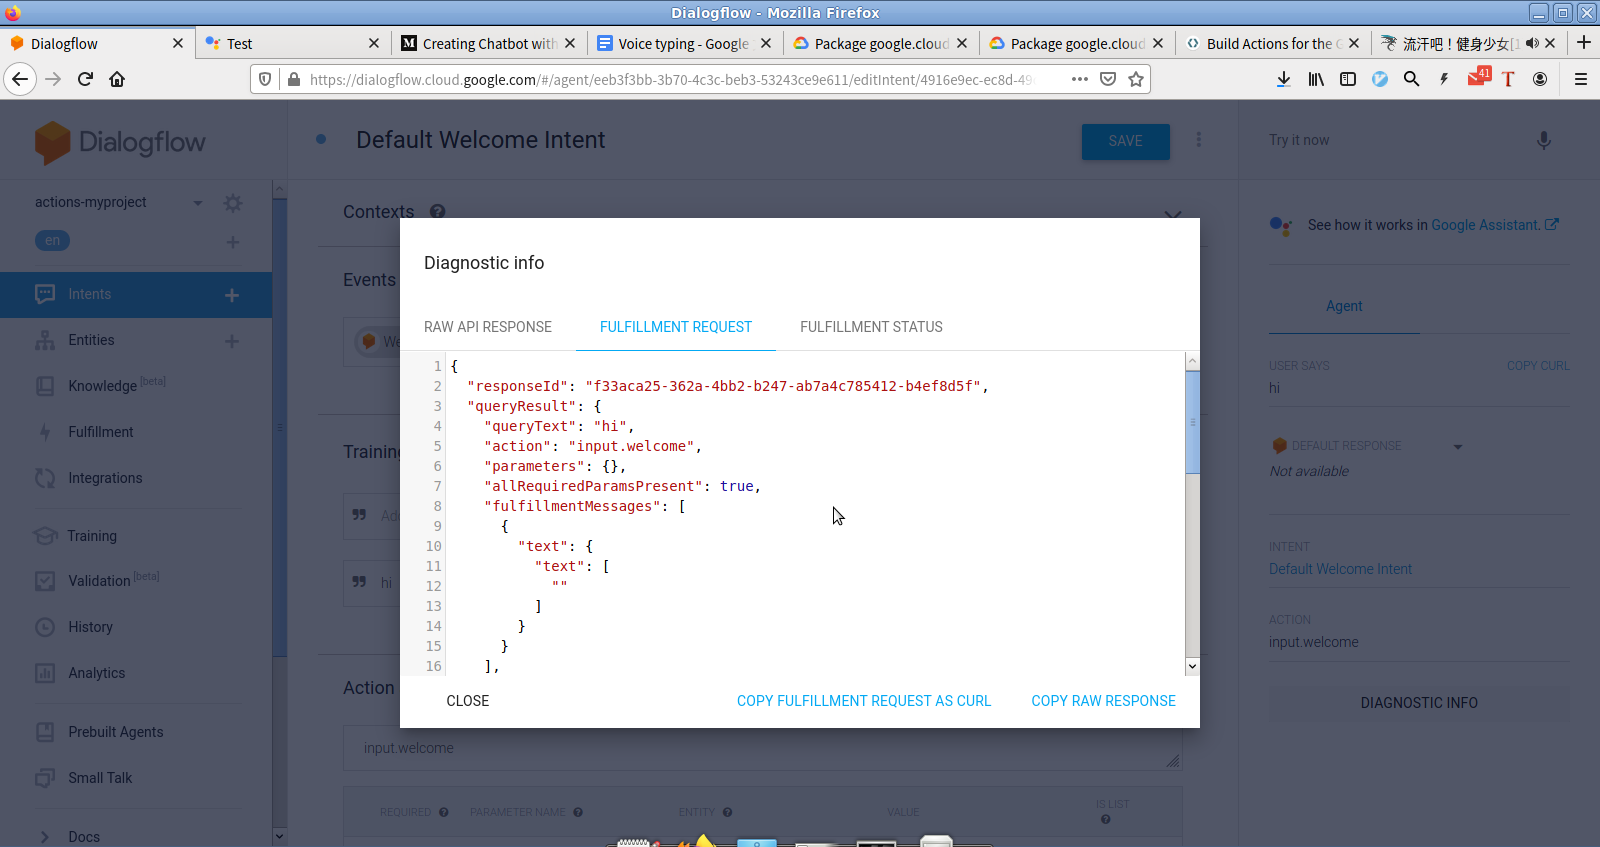 Dialogflow - Mozilla Firefox
Dialogflow
Test
Creating Chatbot with
Voice typing - Google
Package google.cloud
Package google.cloud
Build Actions for the G
流汗吧！健身少女[1
https://dialogflow.cloud.google.com/#/agent/eeb3f3bb-3b70-4c3c-beb3-53243ce9e611/editIntent/4916e9ec-ec8d-49
41
Dialogflow
Default Welcome Intent
SAVE
Try it now
actions-myproject
en
Intents
Entities
Knowledge [beta]
Fulfillment
Integrations
Training
Validation [beta]
History
Analytics
Prebuilt Agents
Small Talk
Docs
Contexts
Events
We
Training
Add
hi
Action
input.welcome
REQUIRED
PARAMETER NAME
ENTITY
VALUE
IS LIST
Diagnostic info
RAW API RESPONSE
FULFILLMENT REQUEST
FULFILLMENT STATUS
1 {
2 "responseId": "f33aca25-362a-4bb2-b247-ab7a4c785412-b4ef8d5f",
3 "queryResult": {
4 "queryText": "hi",
5 "action": "input.welcome",
6 "parameters": {},
7 "allRequiredParamsPresent": true,
8 "fulfillmentMessages": [
9 {
10 "text": {
11 "text": [
12 ""
13 ]
14 }
15 }
16 ],
CLOSE
COPY FULFILLMENT REQUEST AS CURL
COPY RAW RESPONSE
See how it works in Google Assistant.
Agent
USER SAYS
COPY CURL
hi
DEFAULT RESPONSE
Not available
INTENT
Default Welcome Intent
ACTION
input.welcome
DIAGNOSTIC INFO